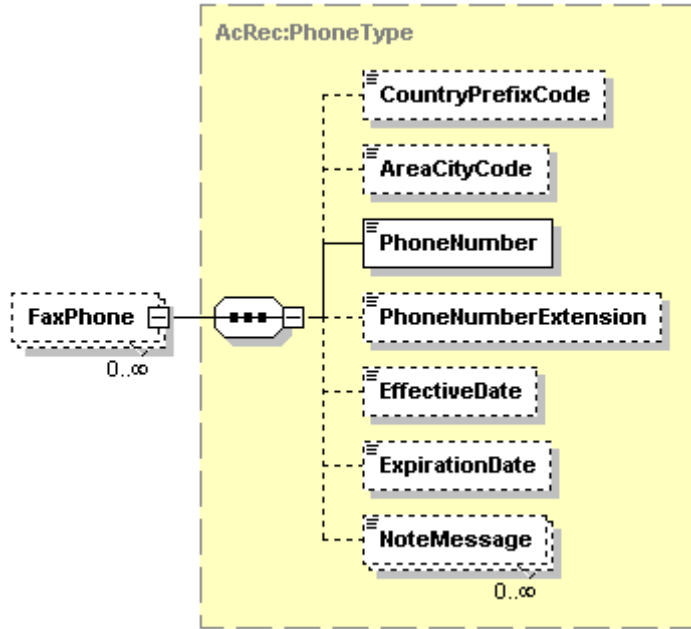 AcRec:PhoneType
CountryPrefixCode
AreaCityCode
PhoneNumber
FaxPhone
0..∞
PhoneNumberExtension
EffectiveDate
ExpirationDate
NoteMessage
0..∞